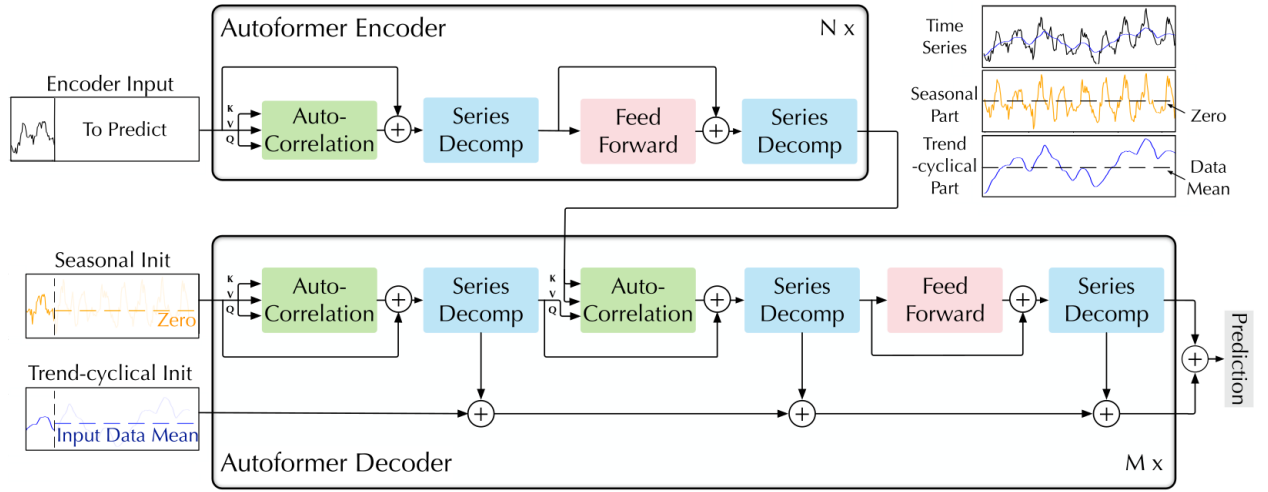 Autoformer Encoder
N x
Encoder Input
To Predict
K
V
Q
Auto-
Correlation
+
Series
Decomp
Feed
Forward
+
Series
Decomp
Time
Series
Seasonal
Part
Zero
Trend
-cyclical
Part
Data
Mean
Seasonal Init
Zero
K
V
Q
Auto-
Correlation
+
Series
Decomp
K
V
Q
Auto-
Correlation
+
Series
Decomp
Feed
Forward
+
Series
Decomp
Trend-cyclical Init
Input Data Mean
+
+
+
+
Prediction
Autoformer Decoder
M x